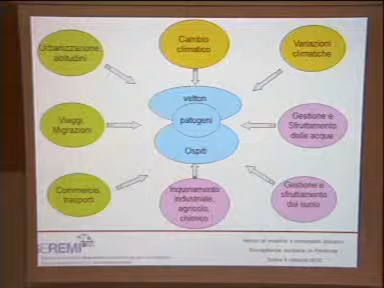 Urbanizzazione,
abitudini
Cambio
climatico
Variazioni
climatiche
vettori
patogeni
Ospiti
Viaggi,
Migrazioni
Gestione e
Sfruttamento
delle acque
Commercio,
trasporti
Inquinamento
industriale,
agricolo,
chimico
Gestione e
sfruttamento
del suolo
SEREMI